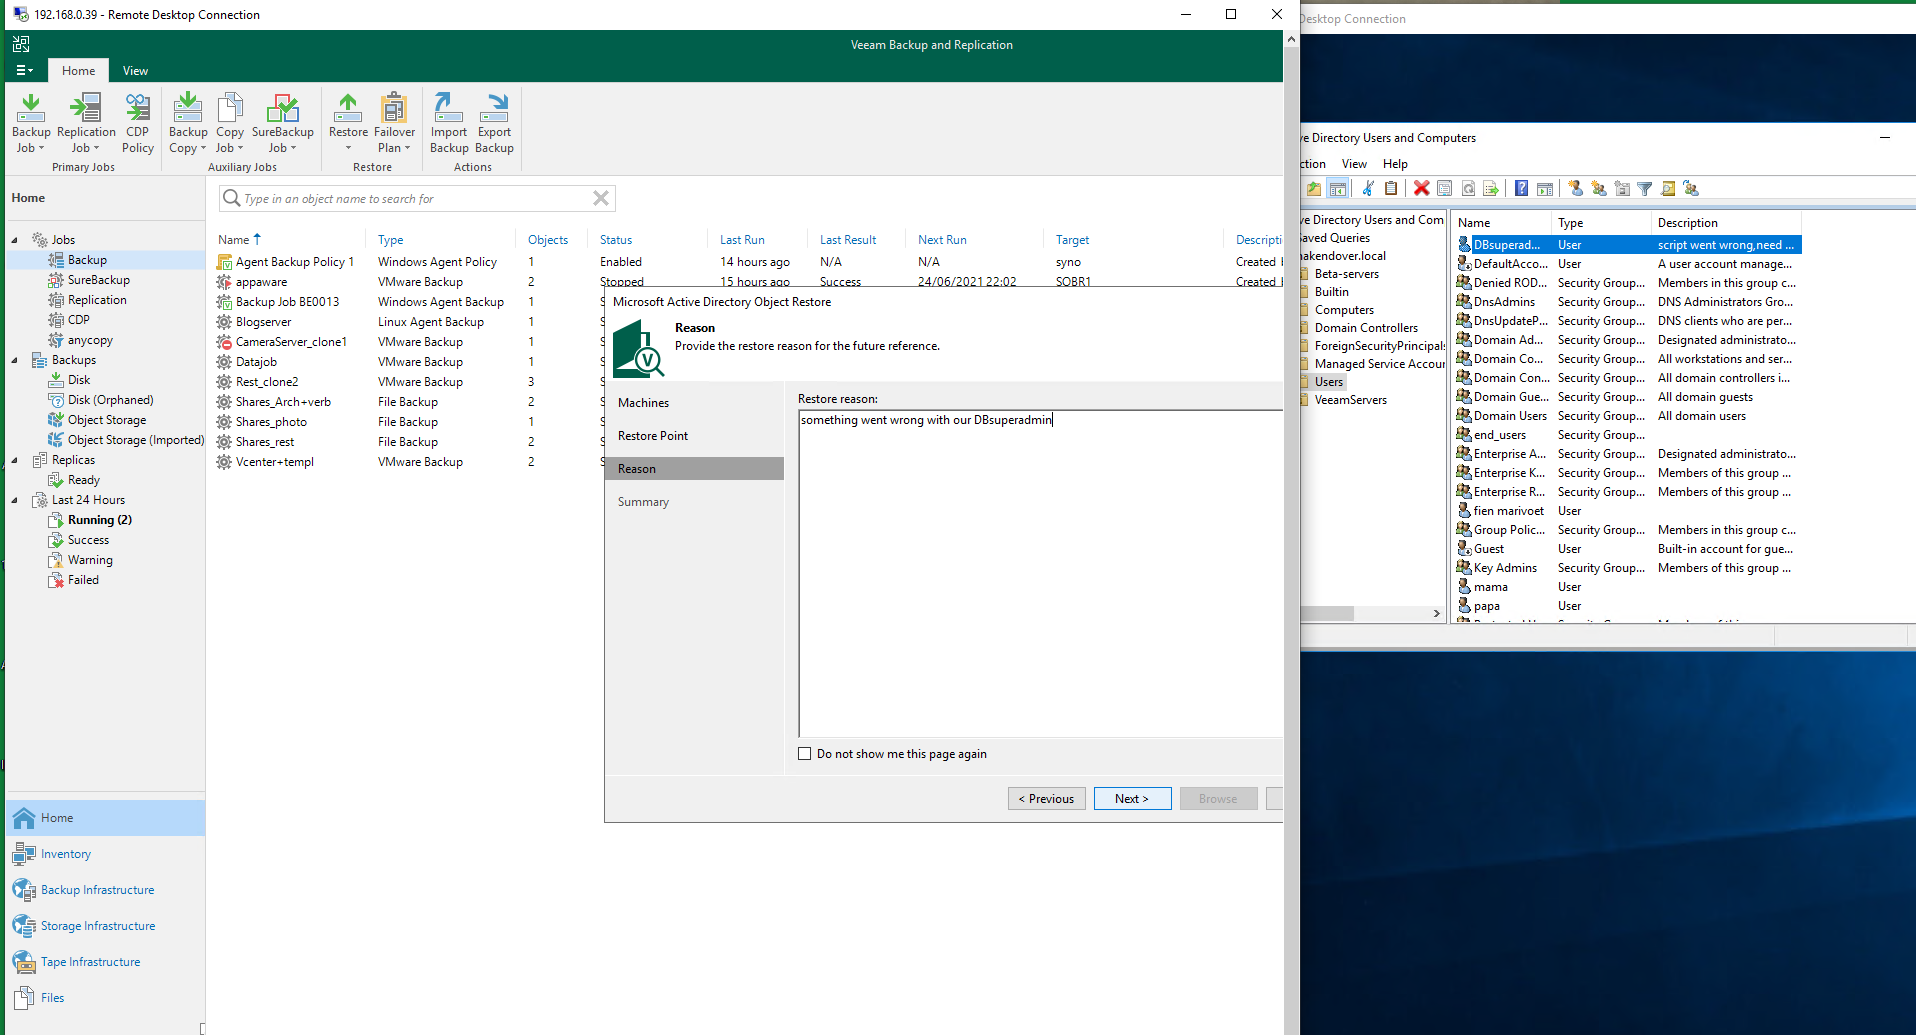 192.168.0.39 - Remote Desktop Connection
Veeam Backup and Replication
Home View
Backup Job
Replication Job
CDP Policy
Primary Jobs
Backup Copy
Copy Job
SureBackup Job
Auxiliary Jobs
Restore
Failover Plan
Restore
Import Backup
Export Backup
Actions
Home
Jobs
Backup
SureBackup
Replication
CDP
anycopy
Backups
Disk
Disk (Orphaned)
Object Storage
Object Storage (Imported)
Replicas
Ready
Last 24 Hours
Running (2)
Success
Warning
Failed
Home
Inventory
Backup Infrastructure
Storage Infrastructure
Tape Infrastructure
Files
Type in an object name to search for
Name Type Objects Status Last Run Last Result Next Run Target Descripti
Agent Backup Policy 1 Windows Agent Policy 1 Enabled 14 hours ago N/A N/A syno Created
appaware VMware Backup 2 Stopped 15 hours ago Success 24/06/2021 22:02 SOBR1 Created
Backup Job BE0013 Windows Agent Backup 1 S
Blogserver Linux Agent Backup 1 S
CameraServer_clone1 VMware Backup 1 S
Datajob VMware Backup 1 S
Rest_clone2 VMware Backup 3 S
Shares_Arch+verb File Backup 2 S
Shares_photo File Backup 1 S
Shares_rest File Backup 2 S
Vcenter+templ VMware Backup 2 S
Microsoft Active Directory Object Restore
Reason
Provide the restore reason for the future reference.
Machines
Restore Point
Reason
Summary
Restore reason:
something went wrong with our DBsuperadmin
Do not show me this page again
< Previous Next > Browse
Desktop Connection
ve Directory Users and Computers
ction View Help
ve Directory Users and Com
Saved Queries
akendover.local
Beta-servers
Builtin
Computers
Domain Controllers
ForeignSecurityPrincipals
Managed Service Accour
Users
VeeamServers
Name Type Description
DBsuperad... User script went wrong,need ...
DefaultAcco... User A user account manage...
Denied ROD... Security Group... Members in this group c...
DnsAdmins Security Group... DNS Administrators Gro...
DnsUpdateP... Security Group... DNS clients who are per...
Domain Ad... Security Group... Designated administrato...
Domain Co... Security Group... All workstations and ser...
Domain Con... Security Group... All domain controllers i...
Domain Gue... Security Group... All domain guests
Domain Users Security Group... All domain users
end_users Security Group...
Enterprise A... Security Group... Designated administrato...
Enterprise K... Security Group... Members of this group ...
Enterprise R... Security Group... Members of this group ...
fien marivoet User
Group Polic... Security Group... Members in this group c...
Guest User Built-in account for gue...
Key Admins Security Group... Members of this group ...
mama User
papa User